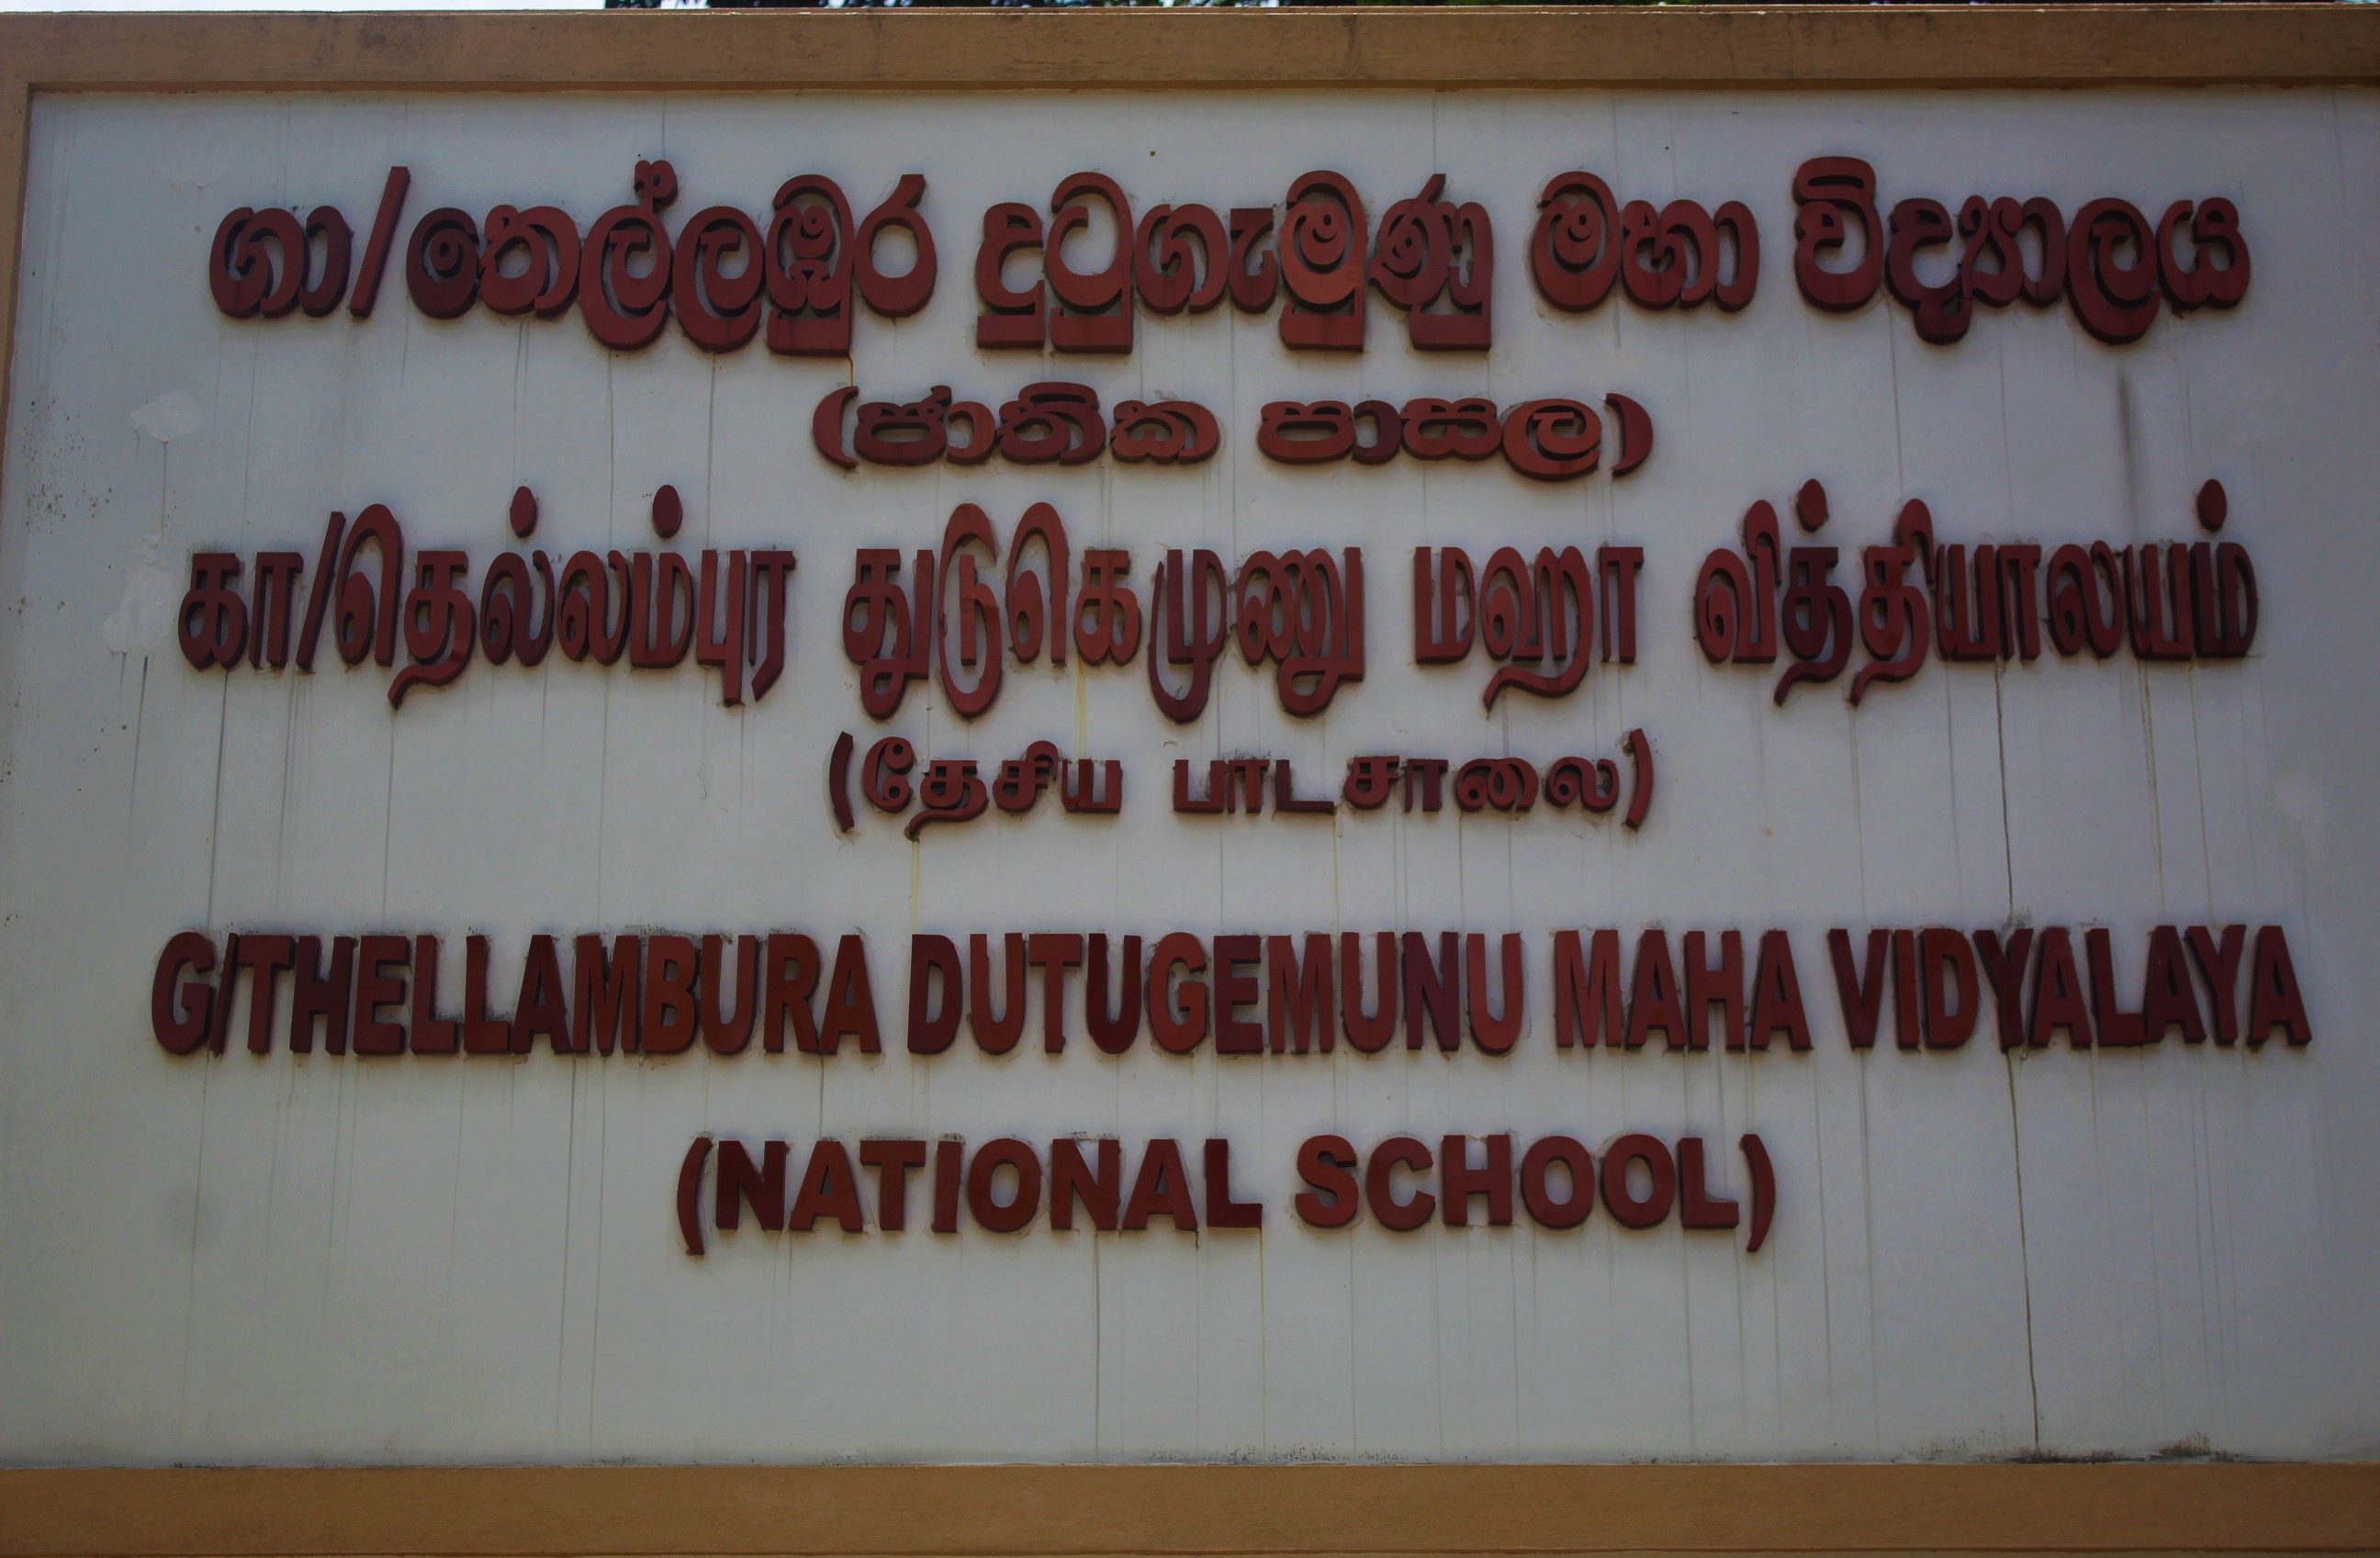 ගා/තෙල්ලඹුර දුටුගැමුණු මහා විද්‍යාලය
(ජාතික පාසල)
கா/தெல்லம்புர துடுகெமுணு மஹா வித்தியாலயம்
(தேசிய பாடசாலை)
G/THELLAMBURA DUTUGEMUNU MAHA VIDYALAYA
(NATIONAL SCHOOL)